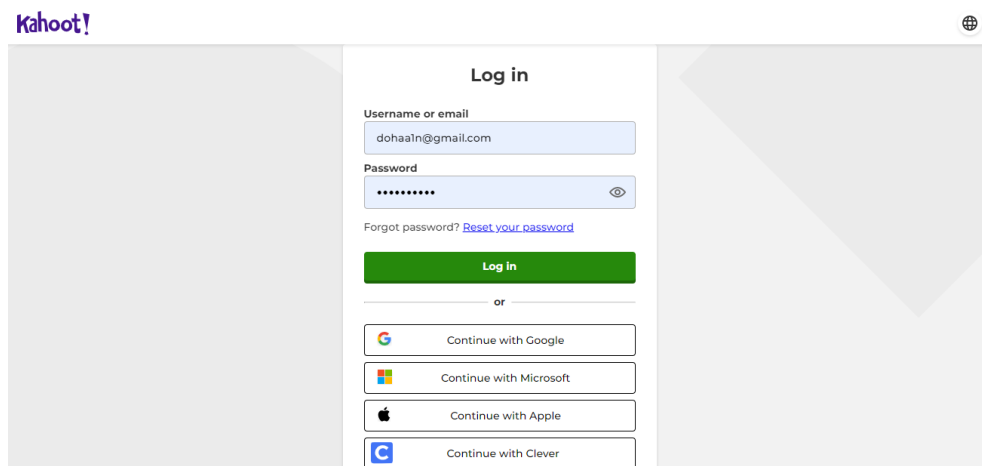 Kahoot!
Log in
Username or email
dohaa1n@gmail.com
Password
••••••••••
Forgot password? Reset your password
Log in
or
Continue with Google
Continue with Microsoft
Continue with Apple
Continue with Clever